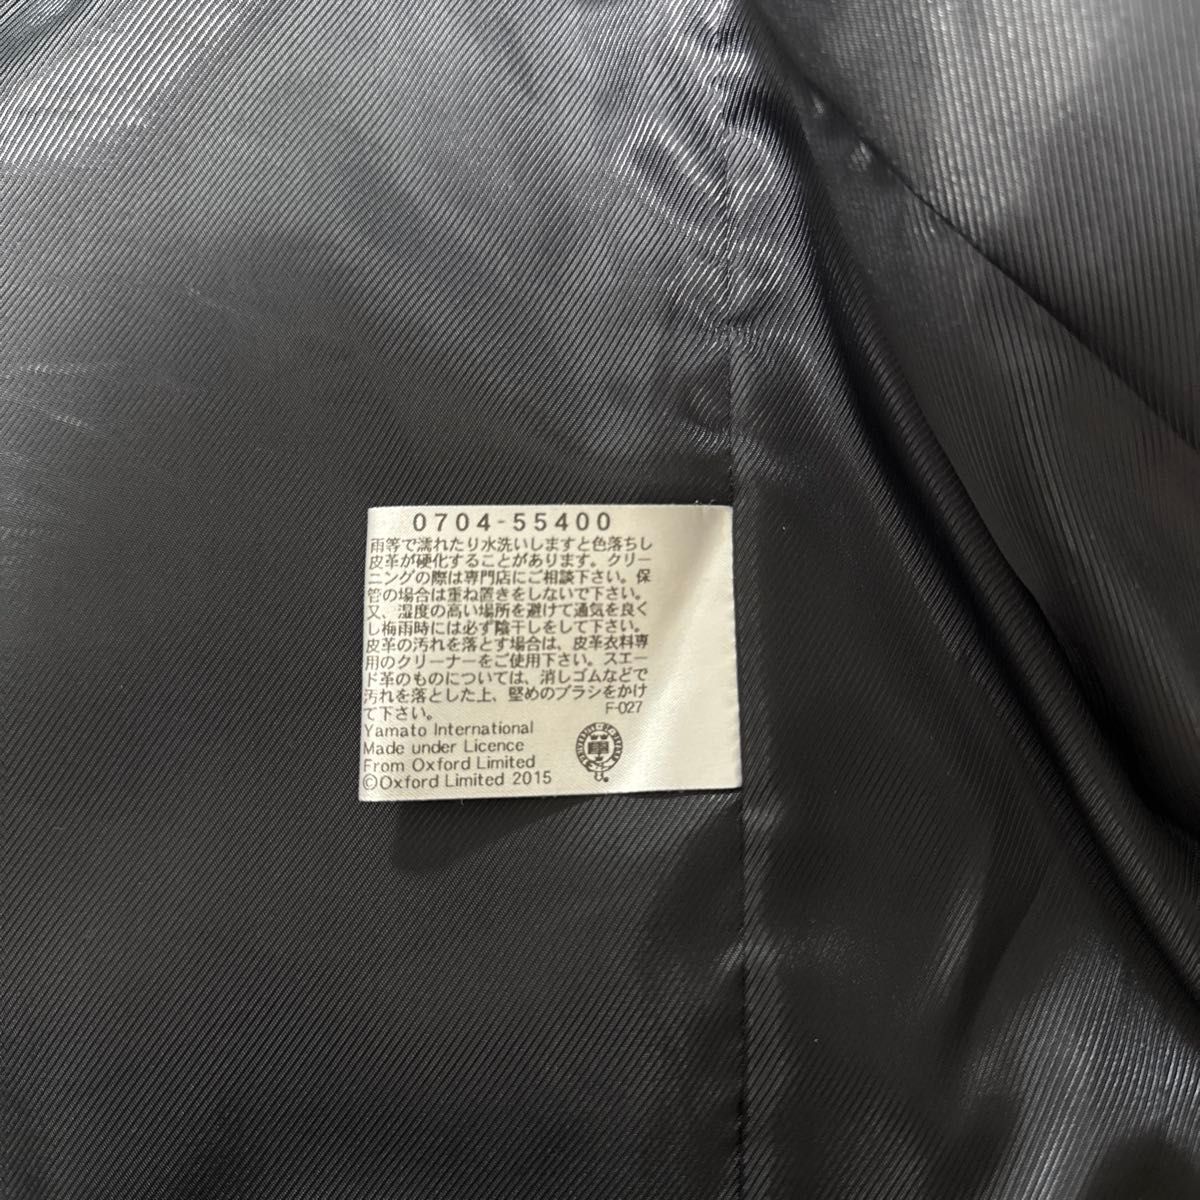 0704-55400
雨等で濡れたり水洗いしますと色落ちし
皮革が硬化することがあります。クリー
ニングの際は専門店にご相談下さい。保
管の場合は重ね置きをしないで下さい。
又、湿度の高い場所を避けて通気を良く
し梅雨時には必ず陰干しをして下さい。
皮革の汚れを落とす場合は、皮革衣料専
用のクリーナーをご使用下さい。スエー
ド革のものについては、消しゴムなどで
汚れを落とした上、堅めのブラシをかけ
て下さい。 F-027
Yamato International
Made under Licence
From Oxford Limited
©Oxford Limited 2015